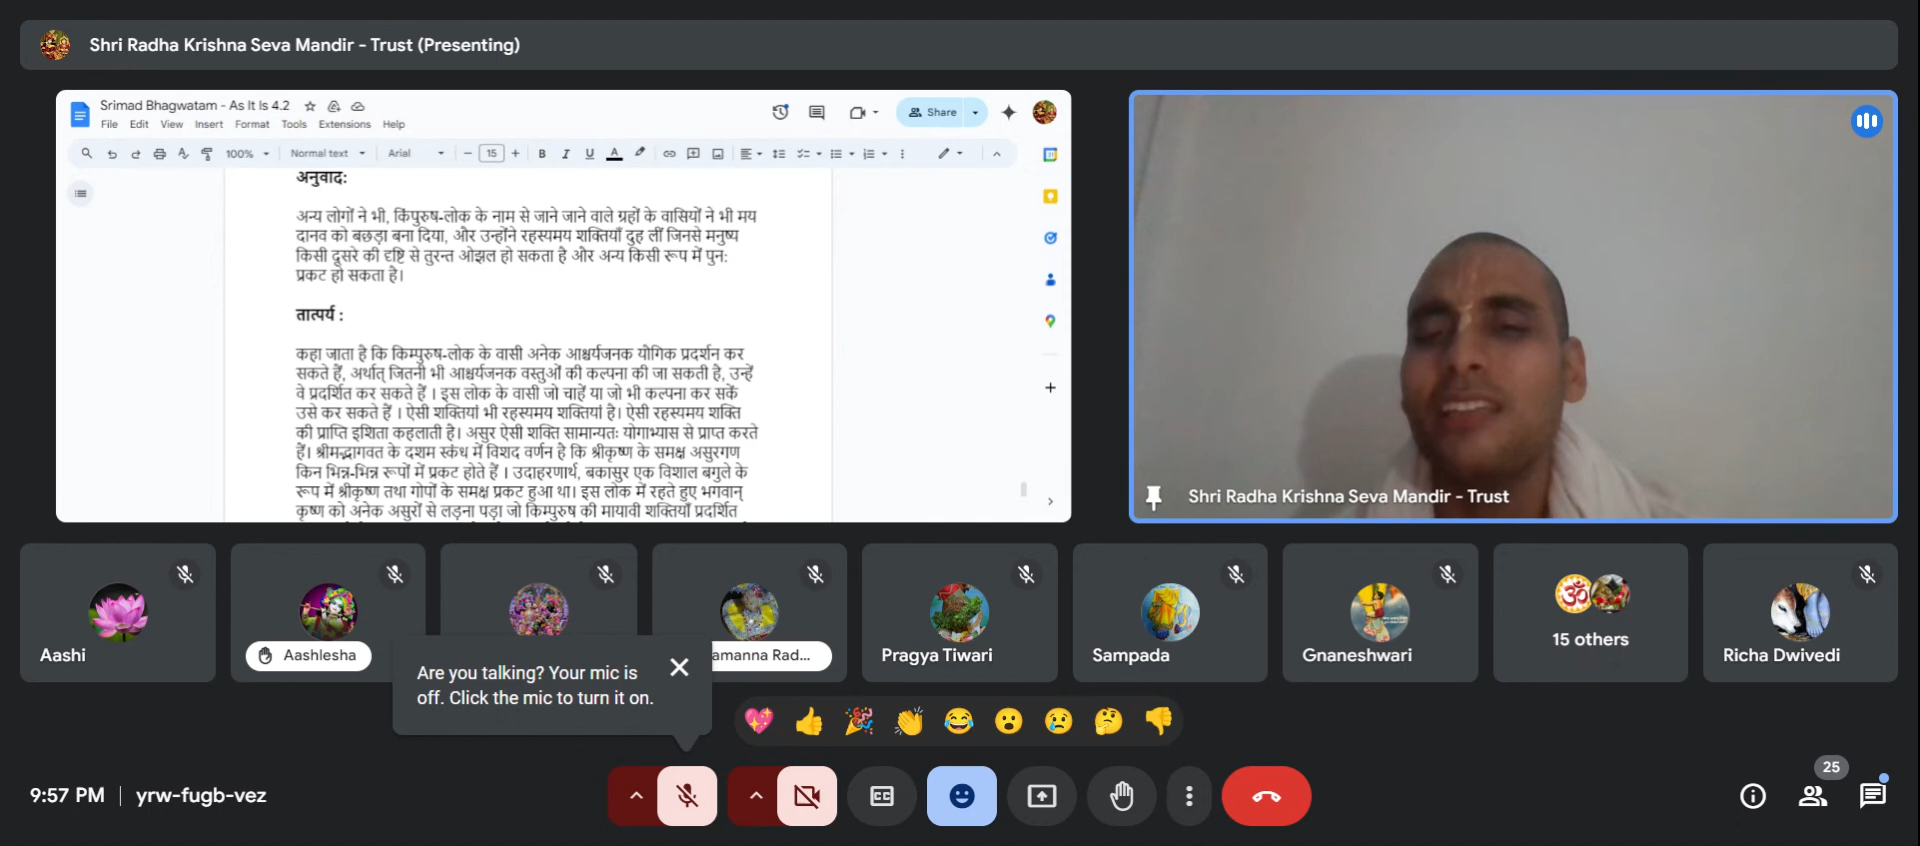 Shri Radha Krishna Seva Mandir - Trust (Presenting)
Srimad Bhagwatam - As It Is 4.2
File Edit View Insert Format Tools Extensions Help
Share
100% Normal text Arial 15 B I U A
अनुवाद:
अन्य लोगों ने भी, किंपुरुष-लोक के नाम से जाने जाने वाले ग्रहों के वासियों ने भी मय
दानव को बछड़ा बना दिया, और उन्होंने रहस्यमय शक्तियाँ दुह लीं जिनसे मनुष्य
किसी दूसरे की दृष्टि से तुरन्त ओझल हो सकता है और अन्य किसी रूप में पुन:
प्रकट हो सकता है।
तात्पर्य :
कहा जाता है कि किम्पुरुष-लोक के वासी अनेक आश्चर्यजनक यौगिक प्रदर्शन कर
सकते हैं, अर्थात् जितनी भी आश्चर्यजनक वस्तुओं की कल्पना की जा सकती है, उन्हें
वे प्रदर्शित कर सकते हैं । इस लोक के वासी जो चाहें या जो भी कल्पना कर सकें
उसे कर सकते हैं । ऐसी शक्तियां भी रहस्यमय शक्तियां है। ऐसी रहस्यमय शक्ति
की प्राप्ति इशिता कहलाती है। असुर ऐसी शक्ति सामान्यतः योगाभ्यास से प्राप्त करते
हैं। श्रीमद्भागवत के दशम स्कंध में विशद वर्णन है कि श्रीकृष्ण के समक्ष असुरगण
किन भिन्न-भिन्न रूपों में प्रकट होते हैं । उदाहरणार्थ, बकासुर एक विशाल बगुले के
रूप में श्रीकृष्ण तथा गोपों के समक्ष प्रकट हुआ था। इस लोक में रहते हुए भगवान्
कृष्ण को अनेक असुरों से लड़ना पड़ा जो किम्पुरुष की मायावी शक्तियाँ प्रदर्शित
Shri Radha Krishna Seva Mandir - Trust
Aashi
Aashlesha
amanna Rad...
Pragya Tiwari
Sampada
Gnaneshwari
15 others
Richa Dwivedi
Are you talking? Your mic is
off. Click the mic to turn it on.
9:57 PM | yrw-fugb-vez
CC
25